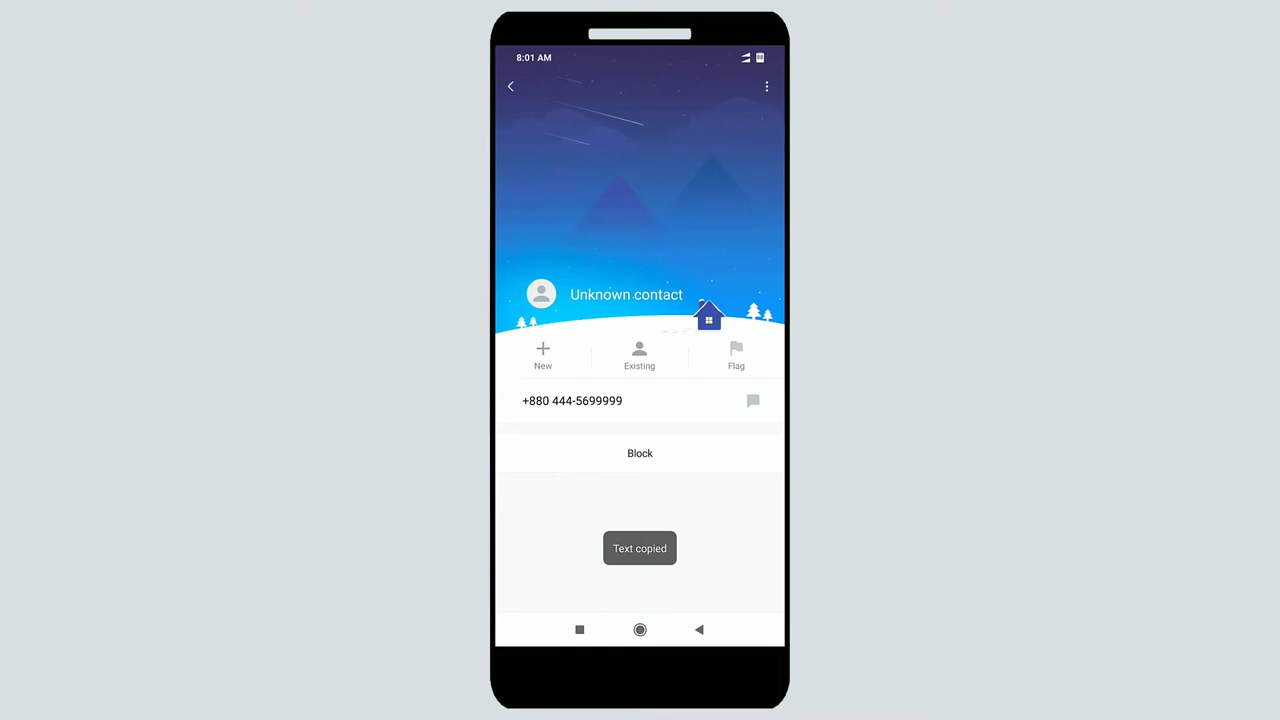 8:01 AM
Unknown contact
New
Existing
Flag
+880 444-5699999
Block
Text copied